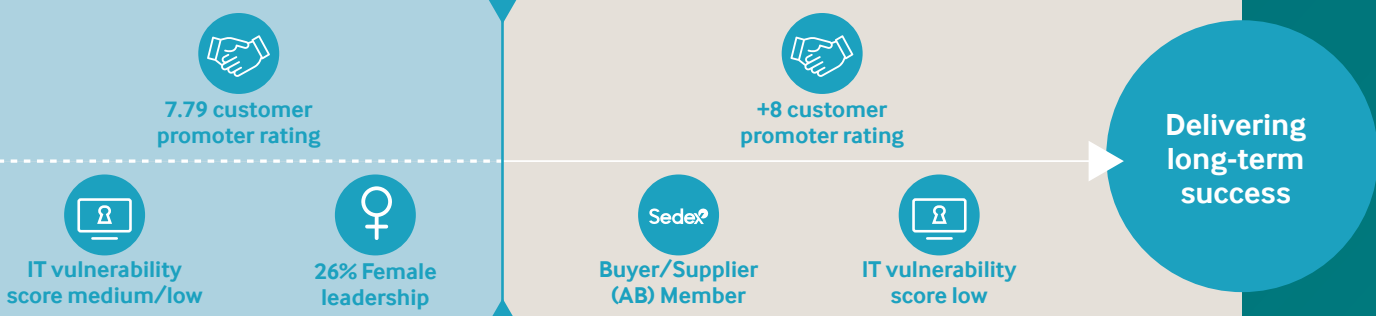 7.79 customer
promoter rating
+8 customer
promoter rating
Delivering
long-term
success
IT vulnerability
score medium/low
26% Female
leadership
Sedex
Buyer/Supplier
(AB) Member
IT vulnerability
score low